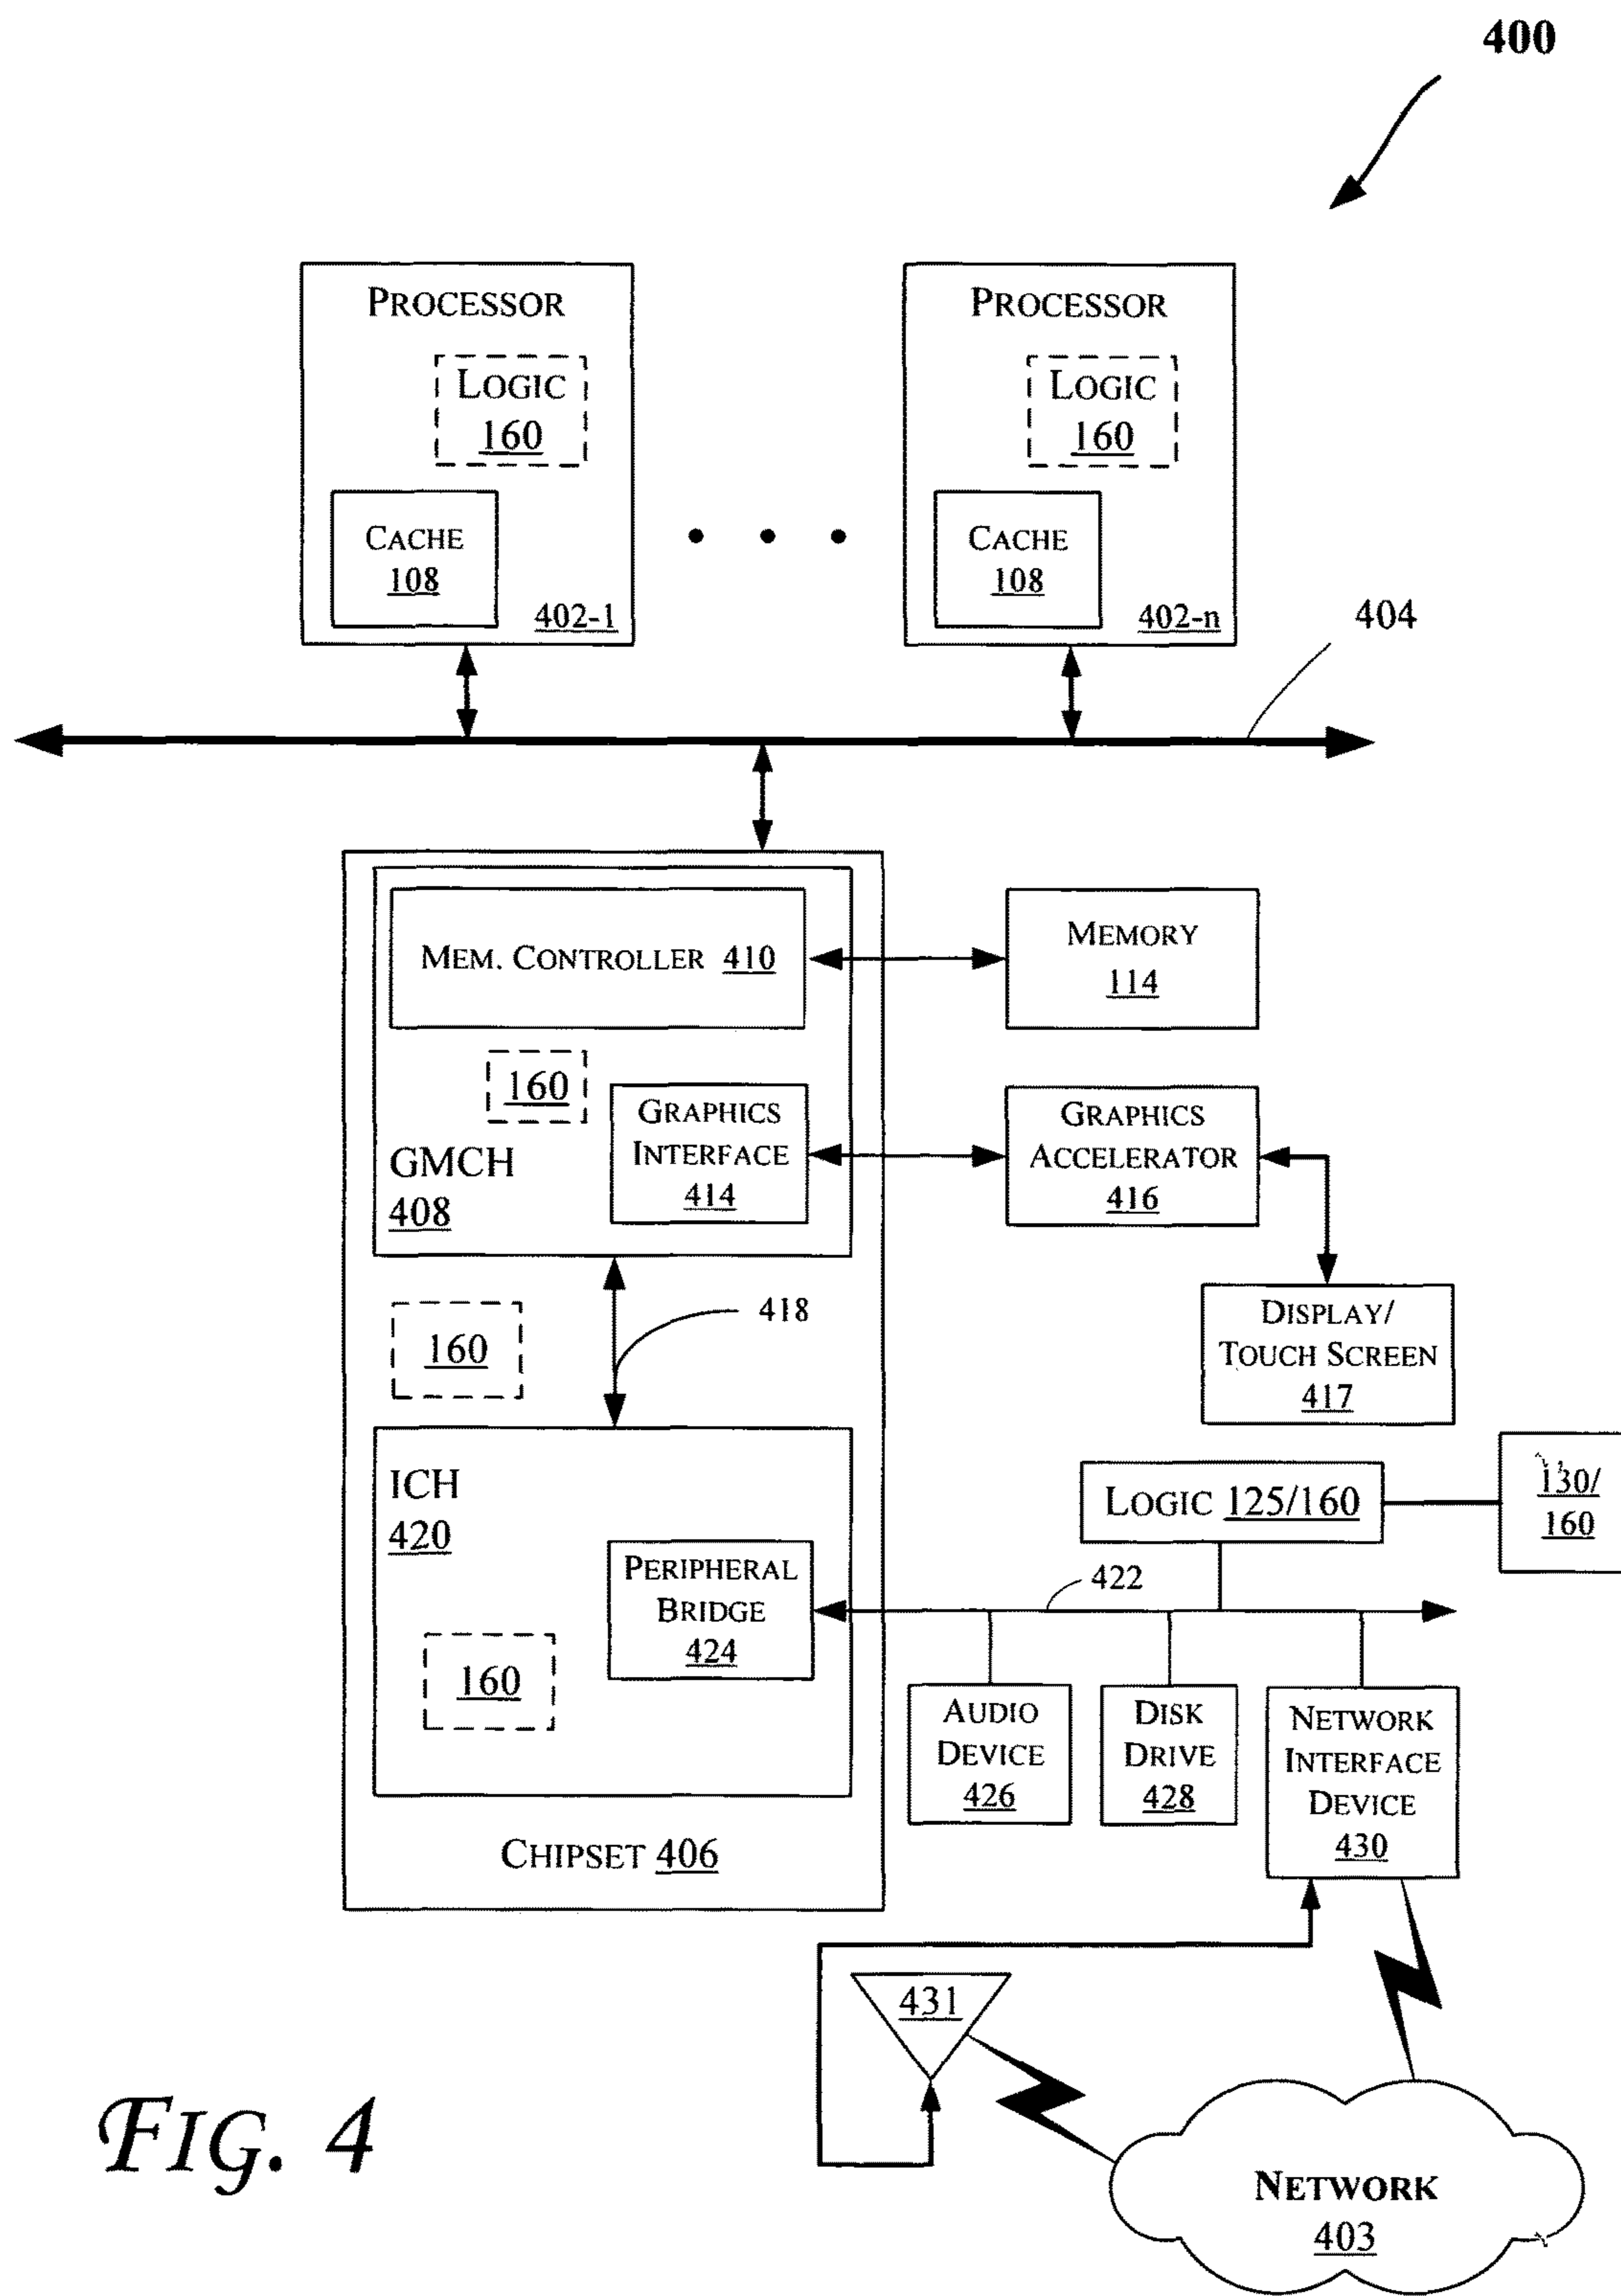 400
PROCESSOR
LOGIC
160
CACHE
108
402-1
PROCESSOR
LOGIC
160
CACHE
108
402-n
404
MEM. CONTROLLER 410
MEMORY
114
160
GRAPHICS
INTERFACE
414
GMCH
408
GRAPHICS
ACCELERATOR
416
418
160
DISPLAY/
TOUCH SCREEN
417
ICH
420
LOGIC 125/160
130/
160
PERIPHERAL
BRIDGE
424
422
160
AUDIO
DEVICE
426
DISK
DRIVE
428
NETWORK
INTERFACE
DEVICE
430
CHIPSET 406
431
FIG. 4
NETWORK
403